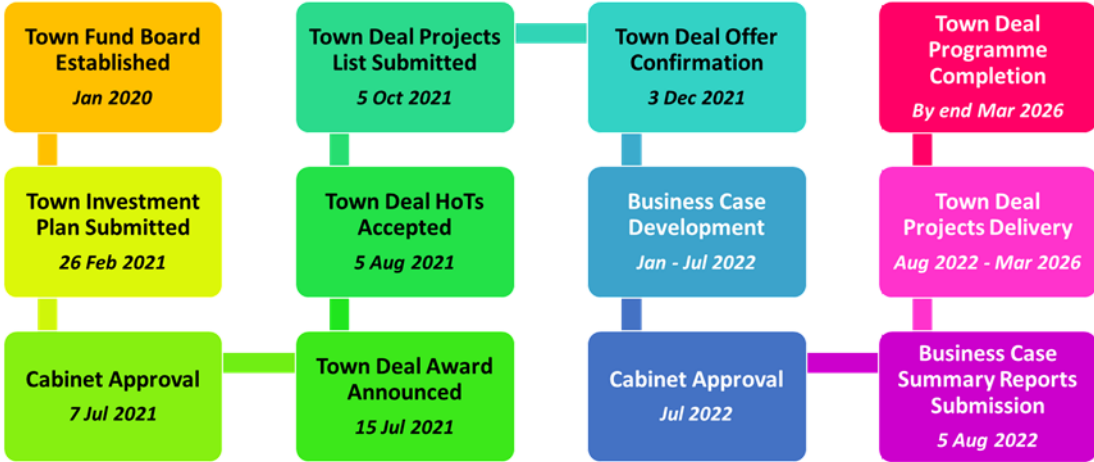 Town Fund Board
Established
Jan 2020
Town Investment
Plan Submitted
26 Feb 2021
Cabinet Approval
7 Jul 2021
Town Deal Award
Announced
15 Jul 2021
Town Deal HoTs
Accepted
5 Aug 2021
Town Deal Projects
List Submitted
5 Oct 2021
Town Deal Offer
Confirmation
3 Dec 2021
Business Case
Development
Jan - Jul 2022
Cabinet Approval
Jul 2022
Business Case
Summary Reports
Submission
5 Aug 2022
Town Deal
Projects Delivery
Aug 2022 - Mar 2026
Town Deal
Programme
Completion
By end Mar 2026